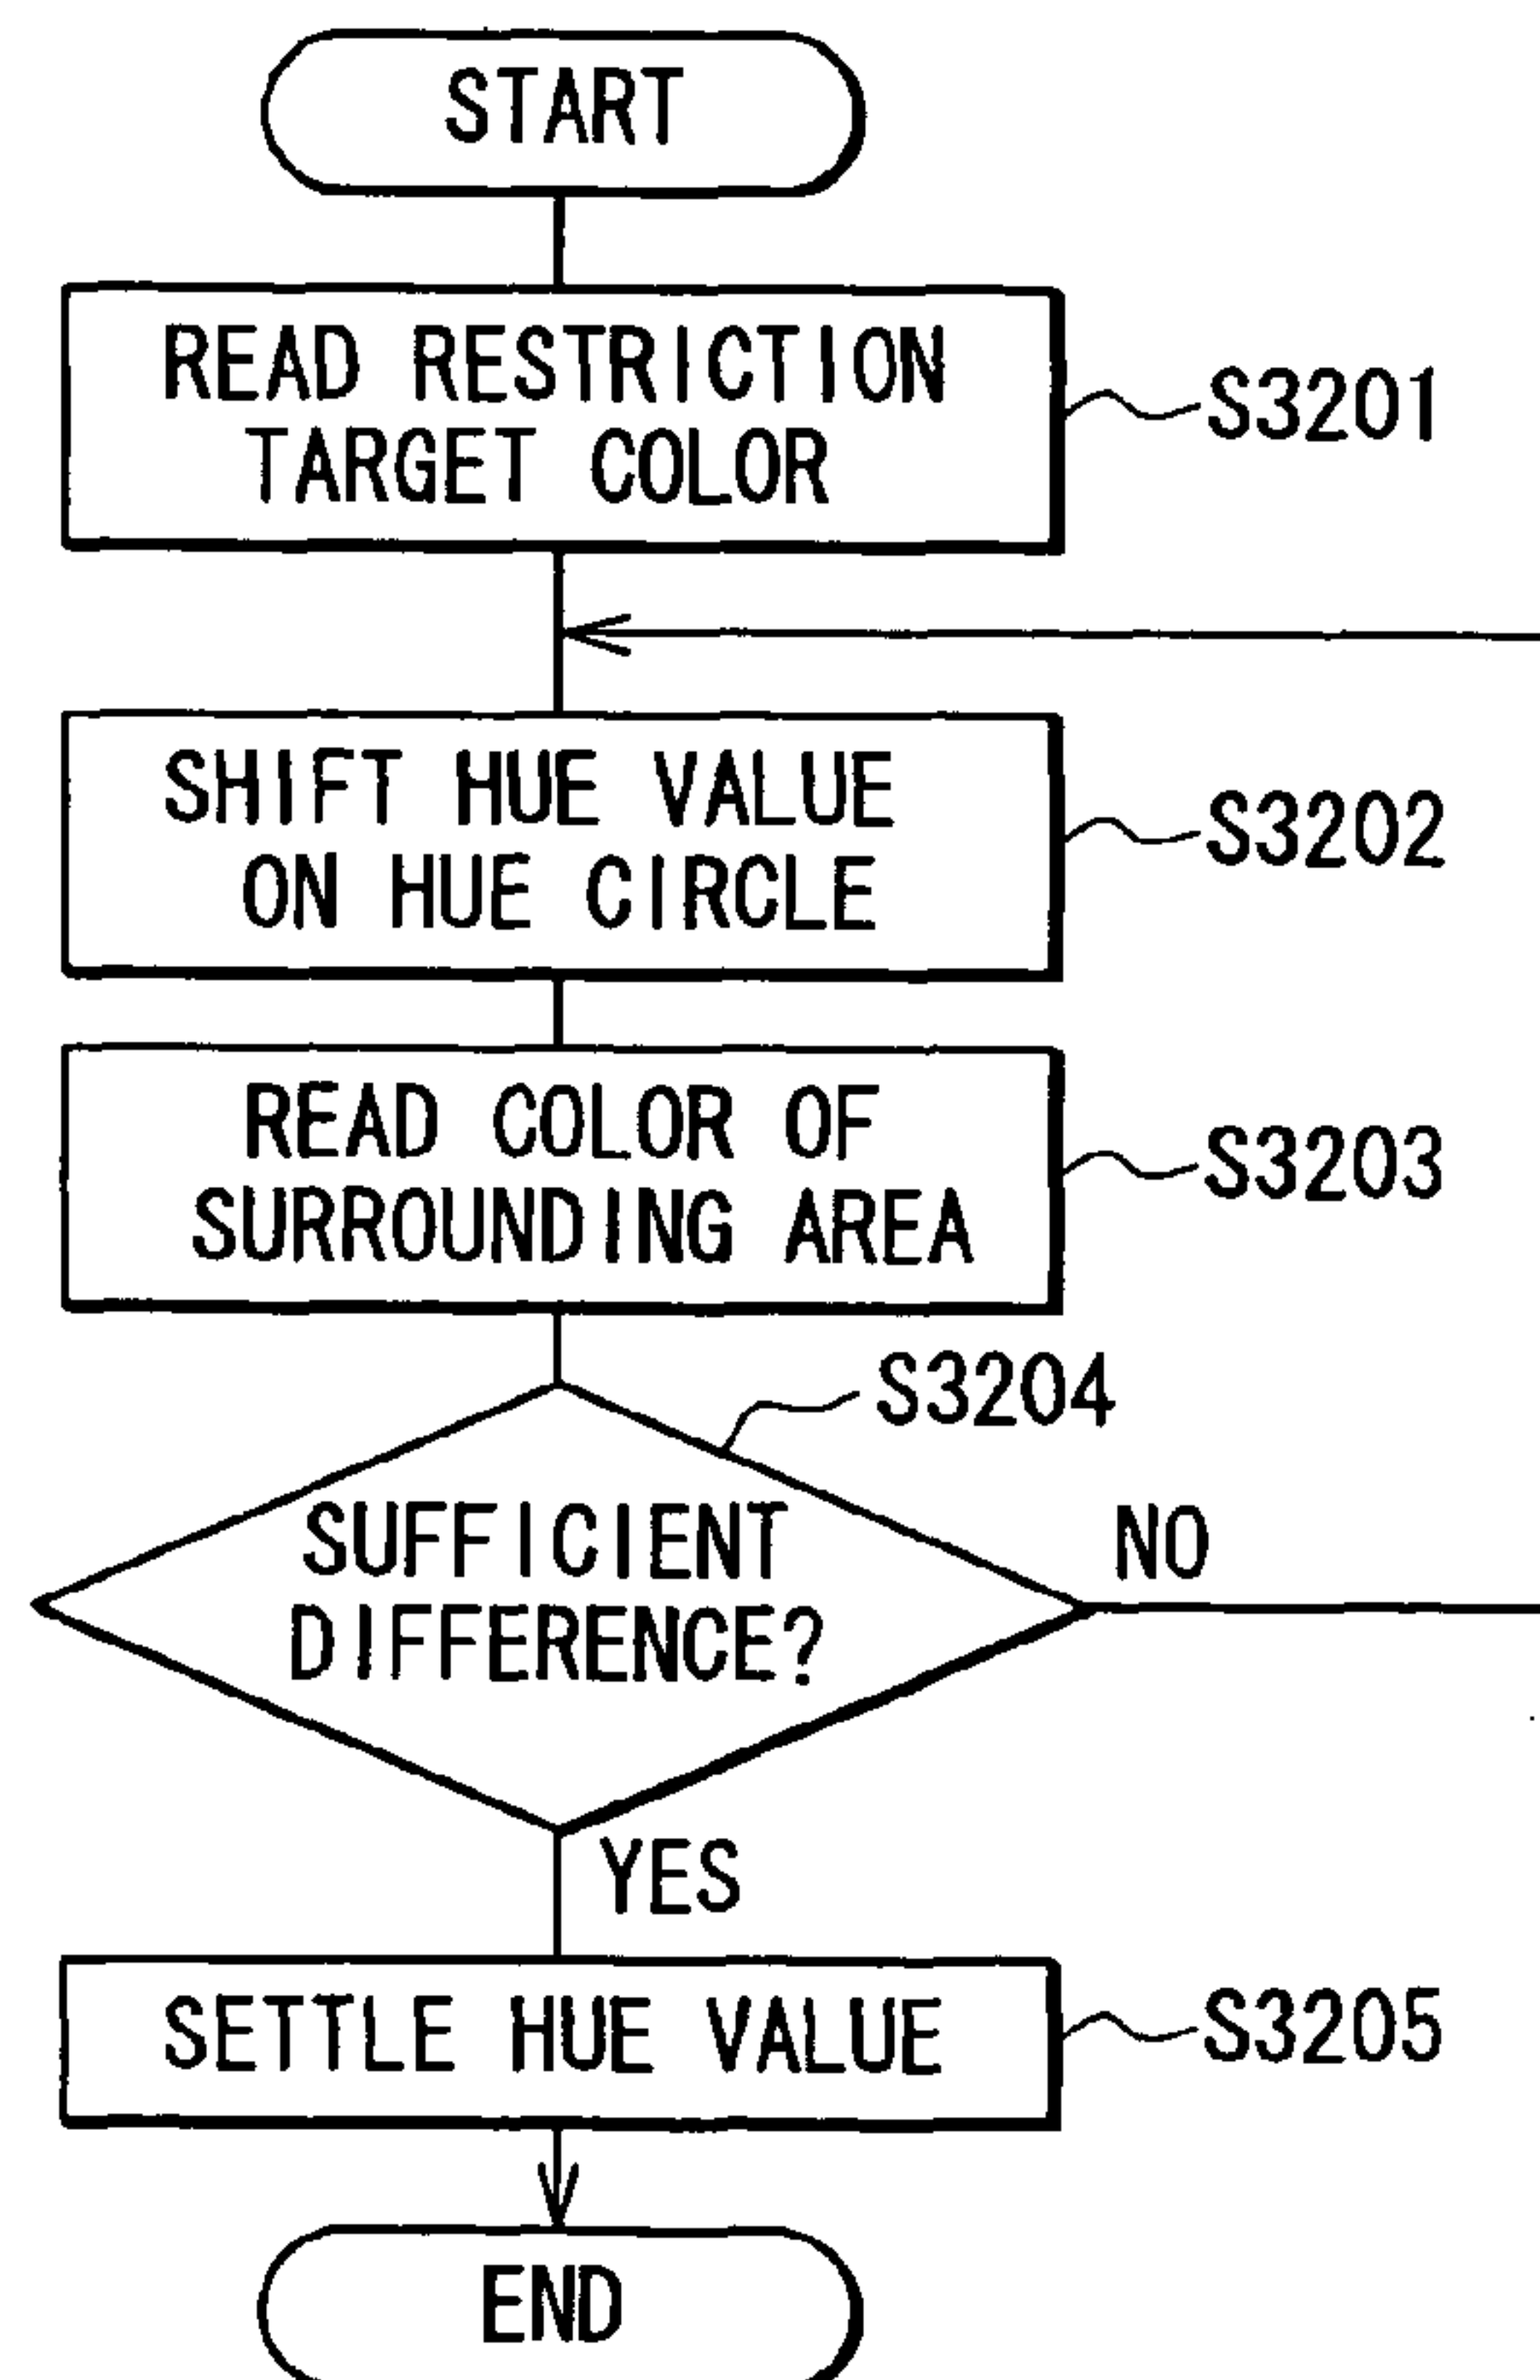 START
READ RESTRICTION
TARGET COLOR
S3201
SHIFT HUE VALUE
ON HUE CIRCLE
S3202
READ COLOR OF
SURROUNDING AREA
S3203
S3204
SUFFICIENT
DIFFERENCE?
NO
YES
SETTLE HUE VALUE
S3205
END